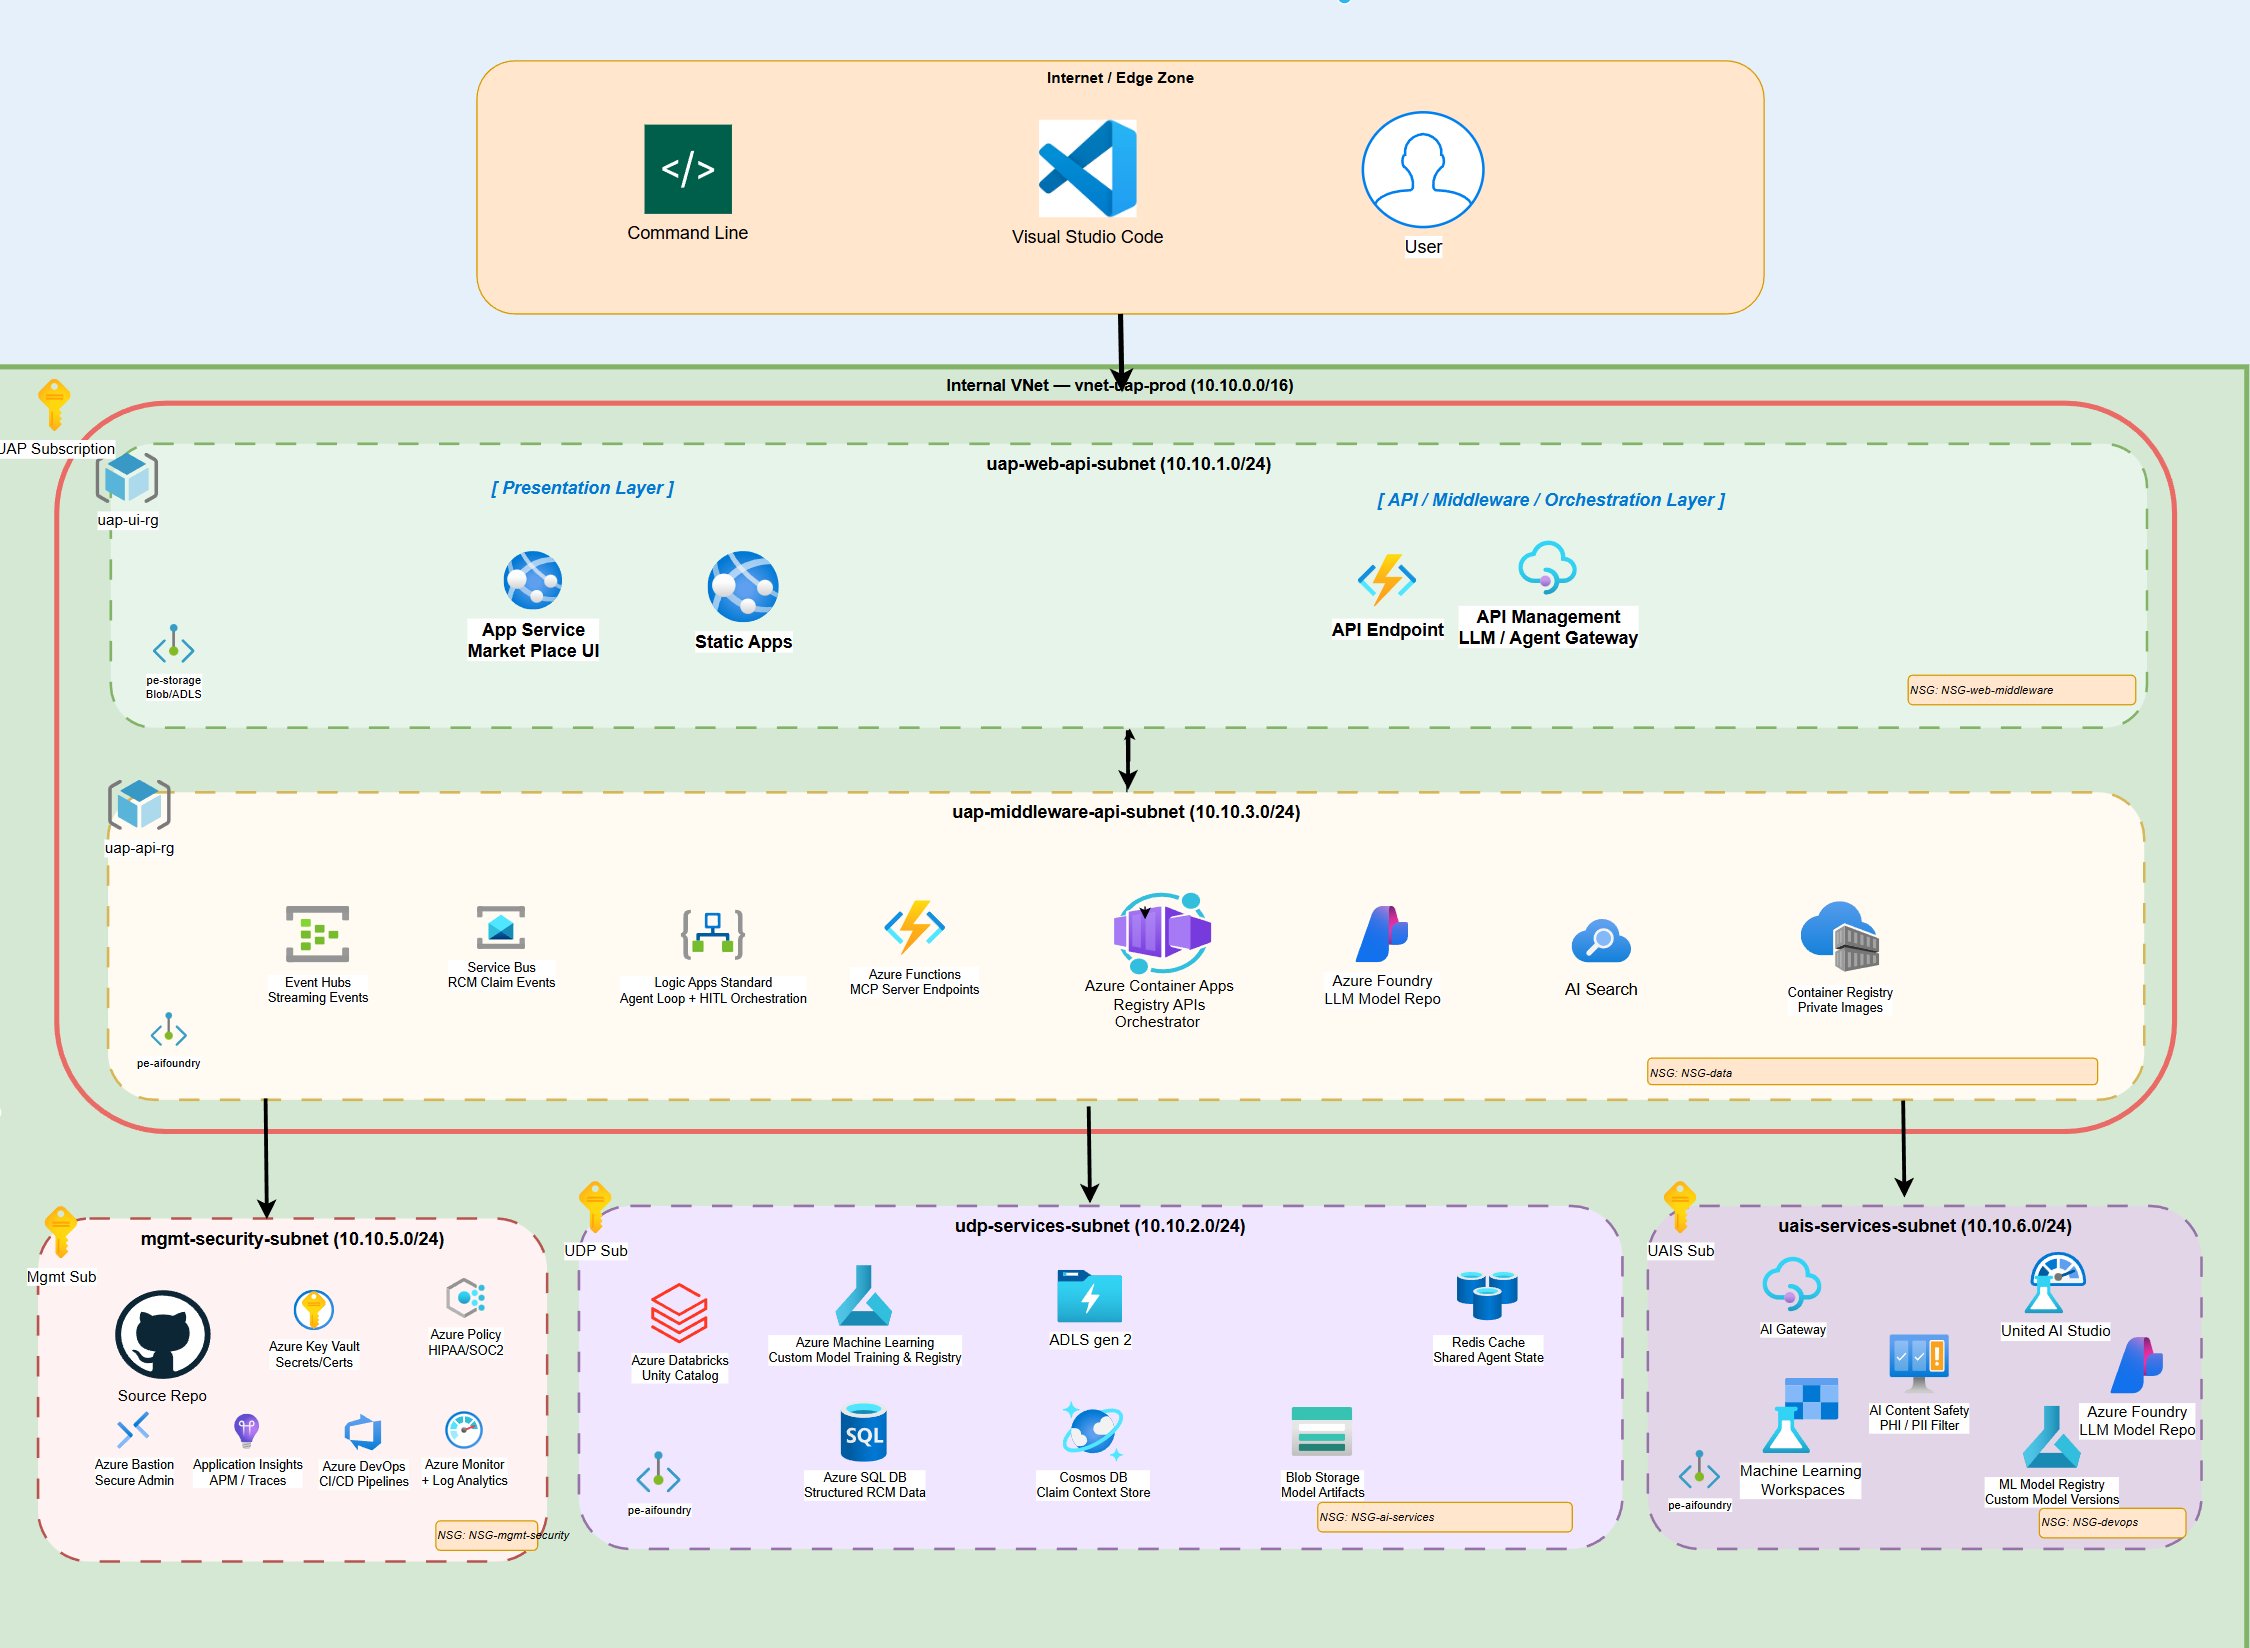 Internet / Edge Zone
</>
Command Line
Visual Studio Code
User
Internal VNet — vnet-uap-prod (10.10.0.0/16)
UAP Subscription
uap-web-api-subnet (10.10.1.0/24)
[ Presentation Layer ]
[ API / Middleware / Orchestration Layer ]
uap-ui-rg
App Service
Market Place UI
Static Apps
API Endpoint
API Management
LLM / Agent Gateway
pe-storage
Blob/ADLS
NSG: NSG-web-middleware
uap-middleware-api-subnet (10.10.3.0/24)
uap-api-rg
Event Hubs
Streaming Events
Service Bus
RCM Claim Events
Logic Apps Standard
Agent Loop + HITL Orchestration
Azure Functions
MCP Server Endpoints
Azure Container Apps
Registry APIs
Orchestrator
Azure Foundry
LLM Model Repo
AI Search
Container Registry
Private Images
pe-aifoundry
NSG: NSG-data
Mgmt Sub
mgmt-security-subnet (10.10.5.0/24)
Source Repo
Azure Key Vault
Secrets/Certs
Azure Policy
HIPAA/SOC2
Azure Bastion
Secure Admin
Application Insights
APM / Traces
Azure DevOps
CI/CD Pipelines
Azure Monitor
+ Log Analytics
NSG: NSG-mgmt-security
UDP Sub
udp-services-subnet (10.10.2.0/24)
Azure Databricks
Unity Catalog
Azure Machine Learning
Custom Model Training & Registry
ADLS gen 2
Redis Cache
Shared Agent State
SQL
Azure SQL DB
Structured RCM Data
Cosmos DB
Claim Context Store
Blob Storage
Model Artifacts
pe-aifoundry
NSG: NSG-ai-services
UAIS Sub
uais-services-subnet (10.10.6.0/24)
AI Gateway
United AI Studio
AI Content Safety
PHI / PII Filter
Azure Foundry
LLM Model Repo
Machine Learning
Workspaces
ML Model Registry
Custom Model Versions
pe-aifoundry
NSG: NSG-devops